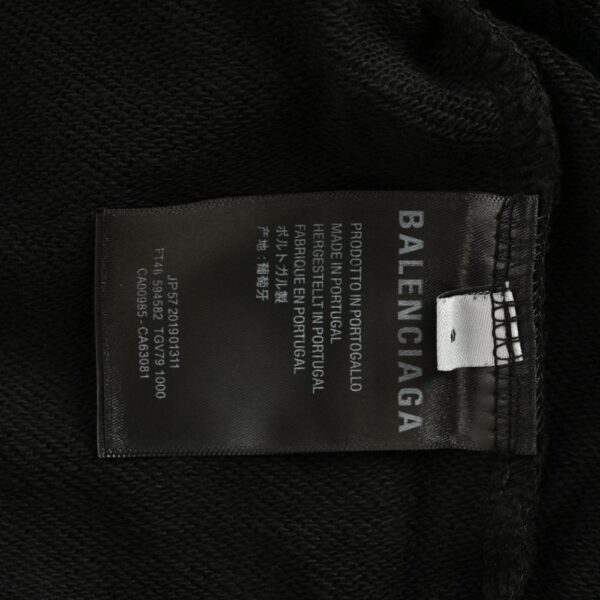 BALENCIAGA
PRODOTTO IN PORTOGALLO
MADE IN PORTUGAL
HERGESTELLT IN PORTUGAL
FABRIQUE EN PORTUGAL
ポルトガル製
产地：葡萄牙
JP57 201901311
FT46 594582 TGV79 1000
CA00985 - CA63081